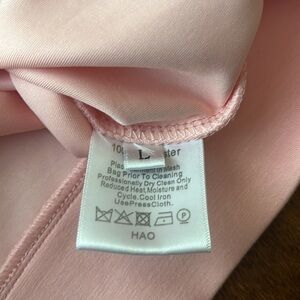 L
Bag Prior To Cleaning
Professionally Dry Clean Only
Reduced Heat,Moisture and
Cycle.Cool Iron
UsePressCloth.
P
HAO